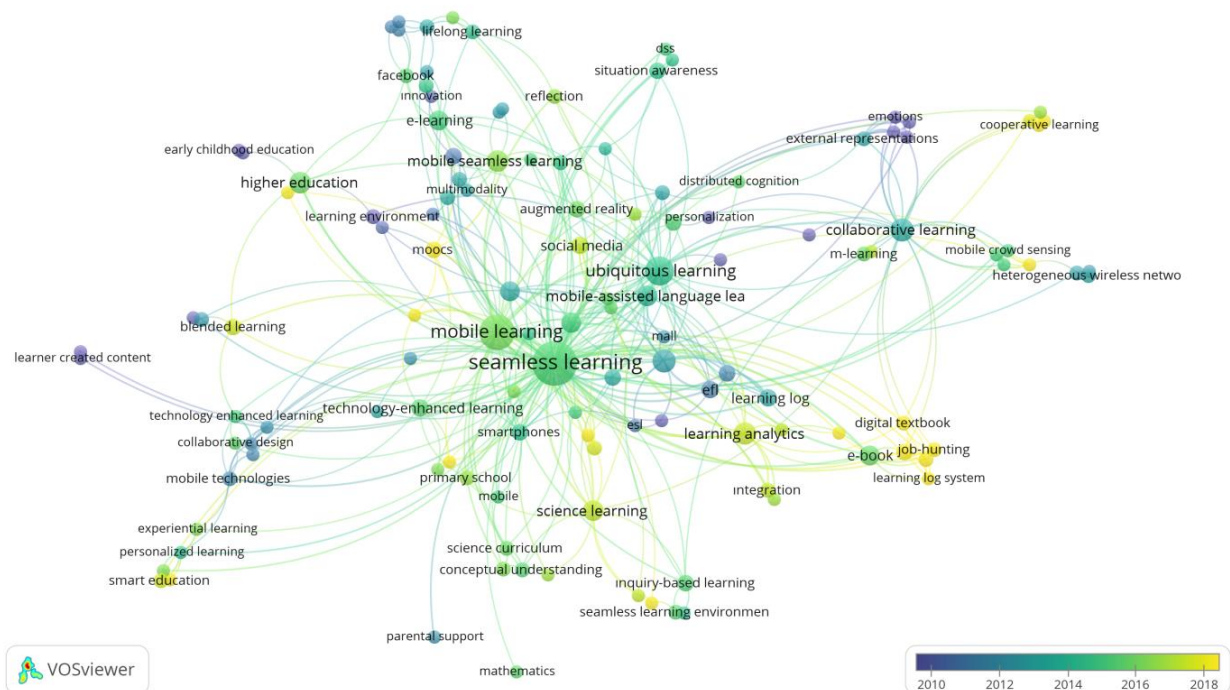 lifelong learning
dss
facebook
situation awareness
innovation
reflection
e-learning
emotions
cooperative learning
external representations
early childhood education
mobile seamless learning
higher education
multimodality
distributed cognition
learning environment
augmented reality
personalization
collaborative learning
moocs
social media
m-learning
mobile crowd sensing
ubiquitous learning
heterogeneous wireless netwo
mobile-assisted language lea
blended learning
mobile learning
mall
learner created content
seamless learning
efl
learning log
technology enhanced learning
technology-enhanced learning
digital textbook
collaborative design
smartphones
esl
learning analytics
e-book
job-hunting
mobile technologies
primary school
learning log system
mobile
integration
science learning
experiential learning
personalized learning
science curriculum
smart education
conceptual understanding
inquiry-based learning
seamless learning environmen
parental support
mathematics
VOSviewer
2010 2012 2014 2016 2018